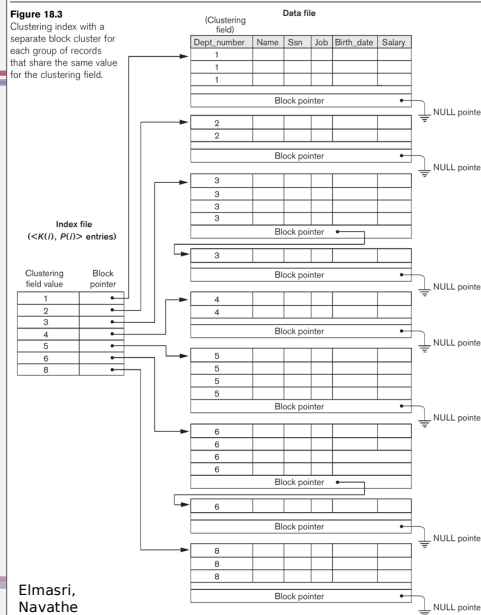 Figure 18.3
Clustering index with a
separate block cluster for
each group of records
that share the same value
for the clustering field.
Data file
(Clustering
field)
Dept_number Name Ssn Job Birth_date Salary
1
1
1
Block pointer
NULL pointe
2
2
Block pointer
NULL pointe
3
3
3
3
Block pointer
3
Block pointer
NULL pointe
4
4
Block pointer
NULL pointe
5
5
5
5
Block pointer
NULL pointe
6
6
6
6
Block pointer
6
Block pointer
NULL pointe
8
8
8
Block pointer
NULL pointe
Index file
(<K(i), P(i)> entries)
Clustering
field value
Block
pointer
1
2
3
4
5
6
8
Elmasri,
Navathe